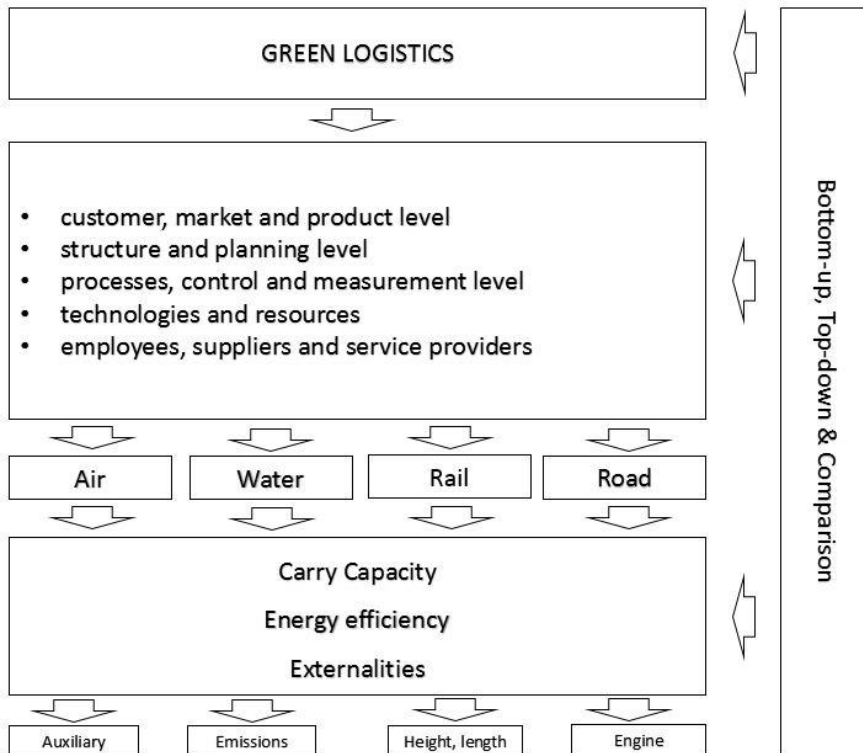 GREEN LOGISTICS
• customer, market and product level
• structure and planning level
• processes, control and measurement level
• technologies and resources
• employees, suppliers and service providers
Air
Water
Rail
Road
Carry Capacity
Energy efficiency
Externalities
Auxiliary
Emissions
Height, length
Engine
Bottom-up, Top-down & Comparison